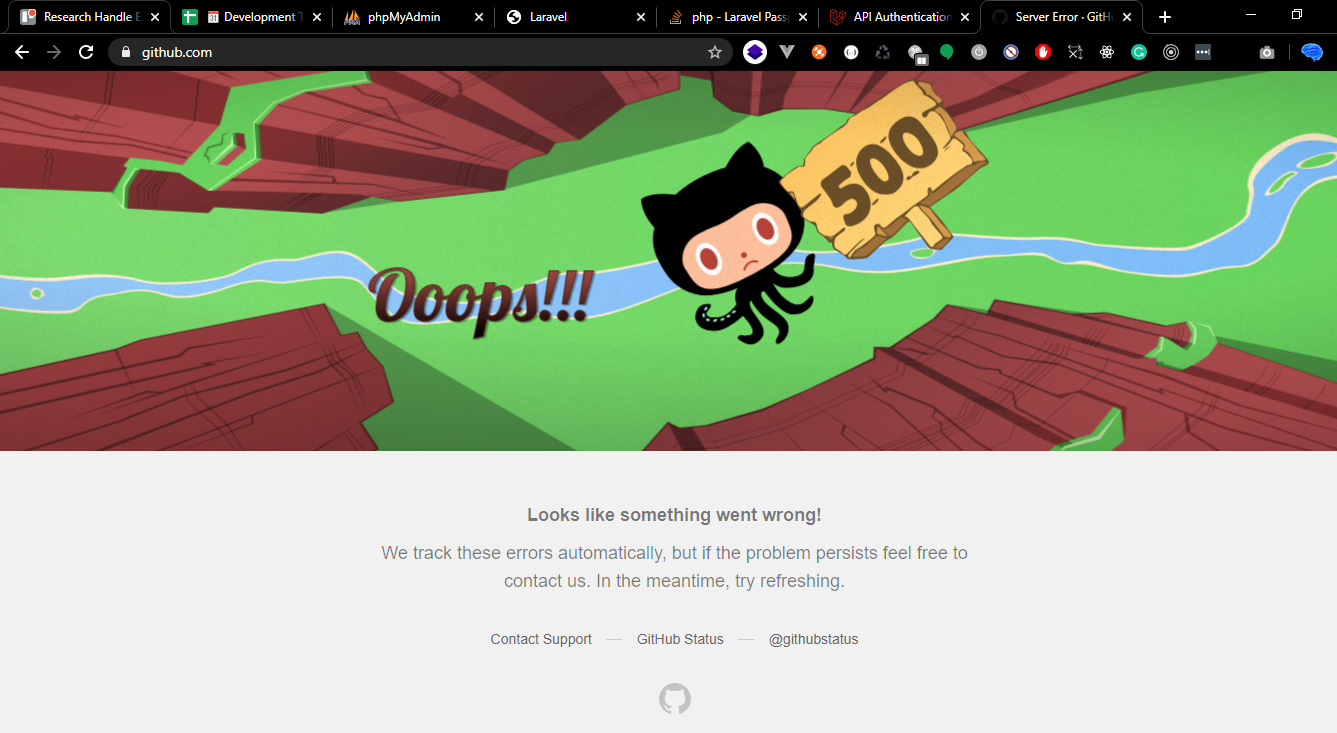 Research Handle E
Development T
phpMyAdmin
Laravel
php - Laravel Pass
API Authentication
Server Error · GitH
github.com
500
Ooops!!!
Looks like something went wrong!
We track these errors automatically, but if the problem persists feel free to
contact us. In the meantime, try refreshing.
Contact Support — GitHub Status — @githubstatus